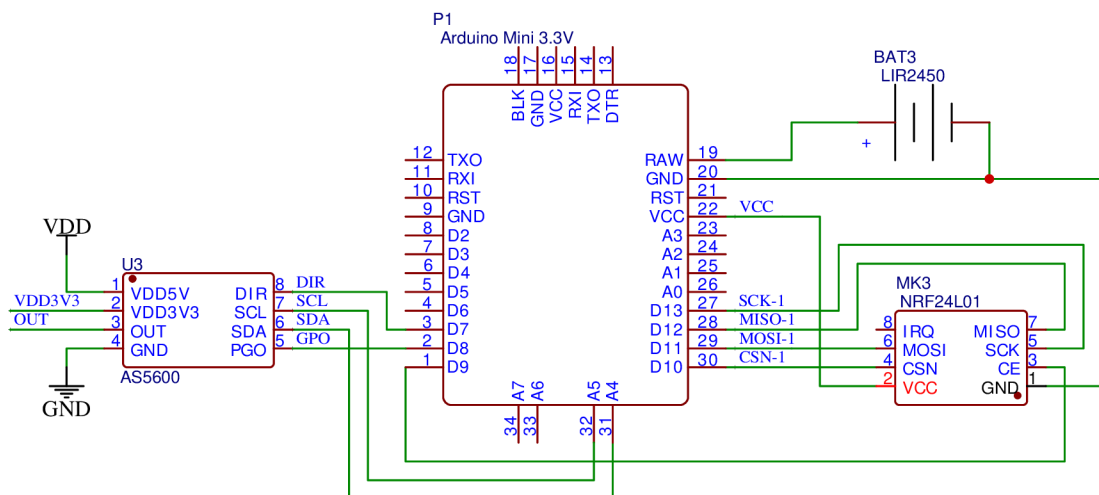 P1
Arduino Mini 3.3V
18 17 16 15 14 13
BLK GND VCC RXI TXO DTR
BAT3
LIR2450
+
12 TXO
11 RXI
10 RST
9 GND
8 D2
7 D3
6 D4
5 D5
4 D6
3 D7
2 D8
1 D9
RAW 19
GND 20
RST 21
VCC 22 VCC
A3 23
A2 24
A1 25
A0 26
D13 27 SCK-1
D12 28 MISO-1
D11 29 MOSI-1
D10 30 CSN-1
A7 A6 A5 A4
34 33 32 31
VDD
U3
1 VDD5V
VDD3V3 2 VDD3V3
OUT 3 OUT
4 GND
DIR 8 DIR
SCL 7 SCL
SDA 6 SDA
PGO 5 GPO
AS5600
GND
MK3
NRF24L01
8 IRQ
6 MOSI
4 CSN
2 VCC
MISO 7
SCK 5
CE 3
GND 1